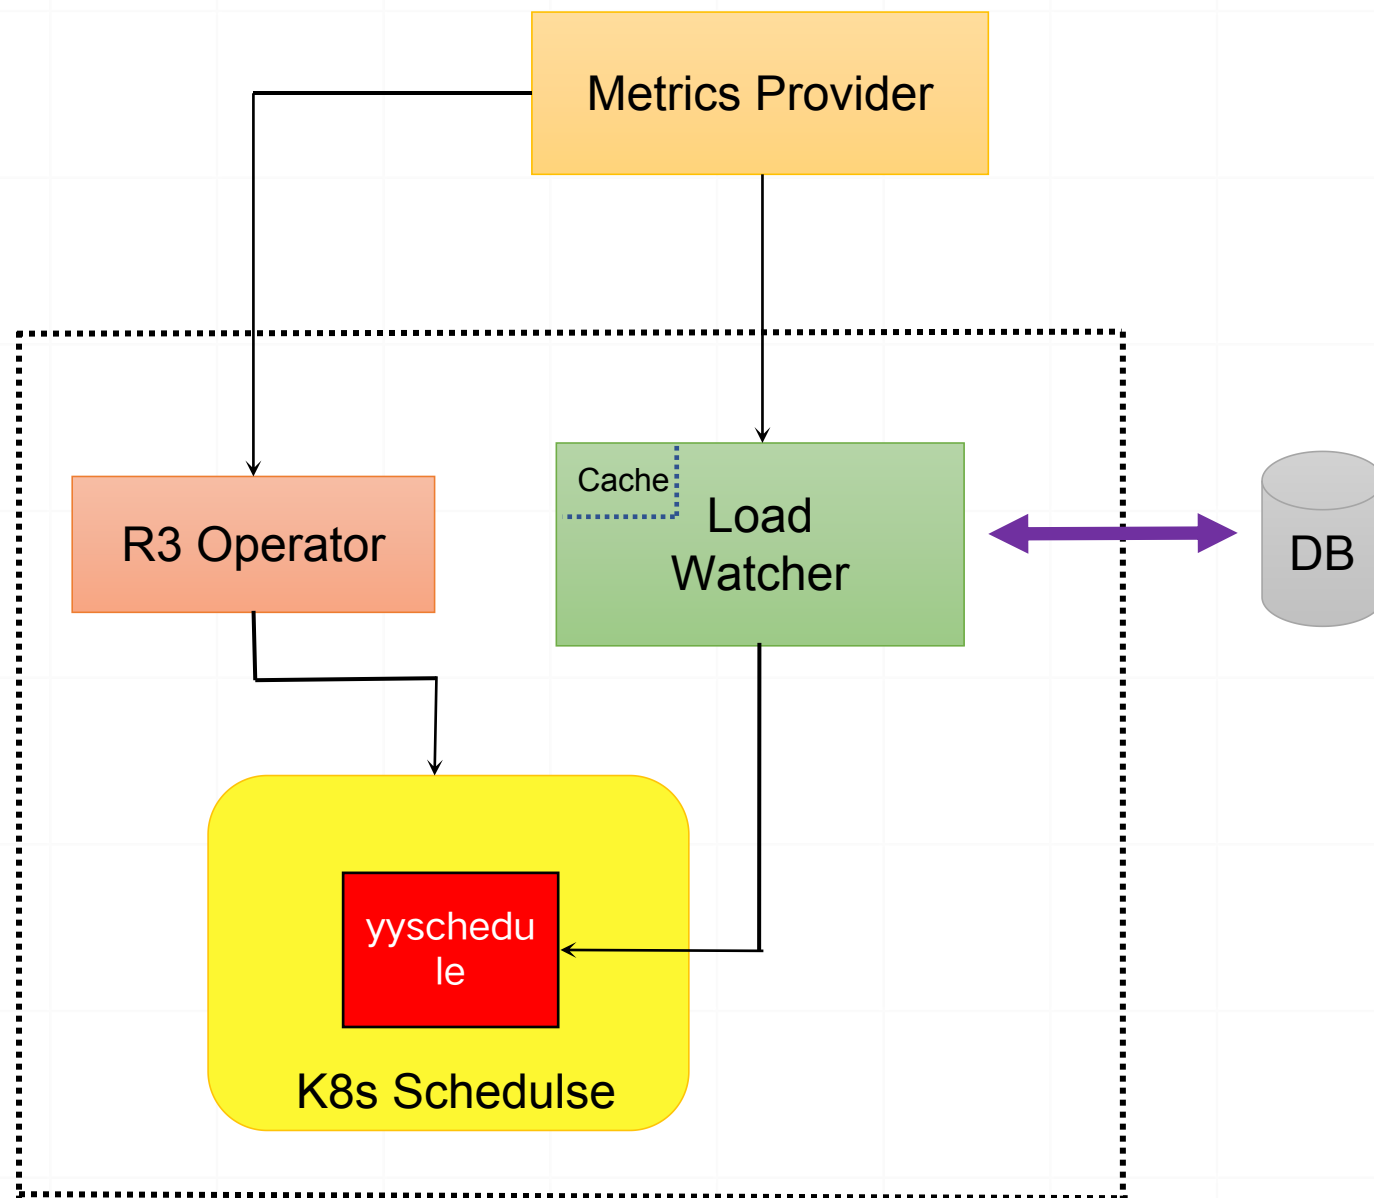 Metrics Provider
Cache
R3 Operator
Load
Watcher
DB
yyschedu
le
K8s Schedulse